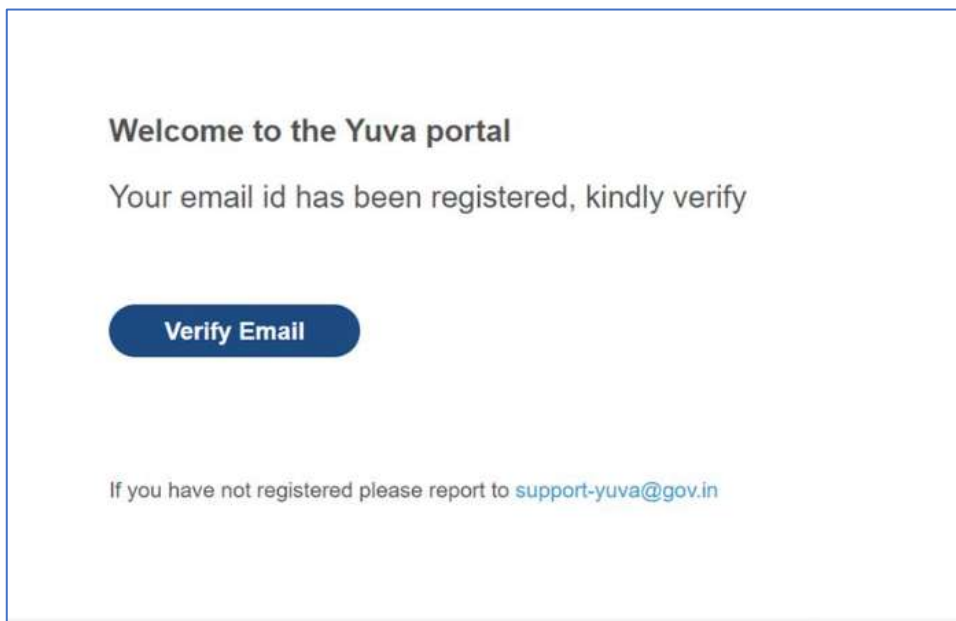 Welcome to the Yuva portal
Your email id has been registered, kindly verify
Verify Email
If you have not registered please report to support-yuva@gov.in